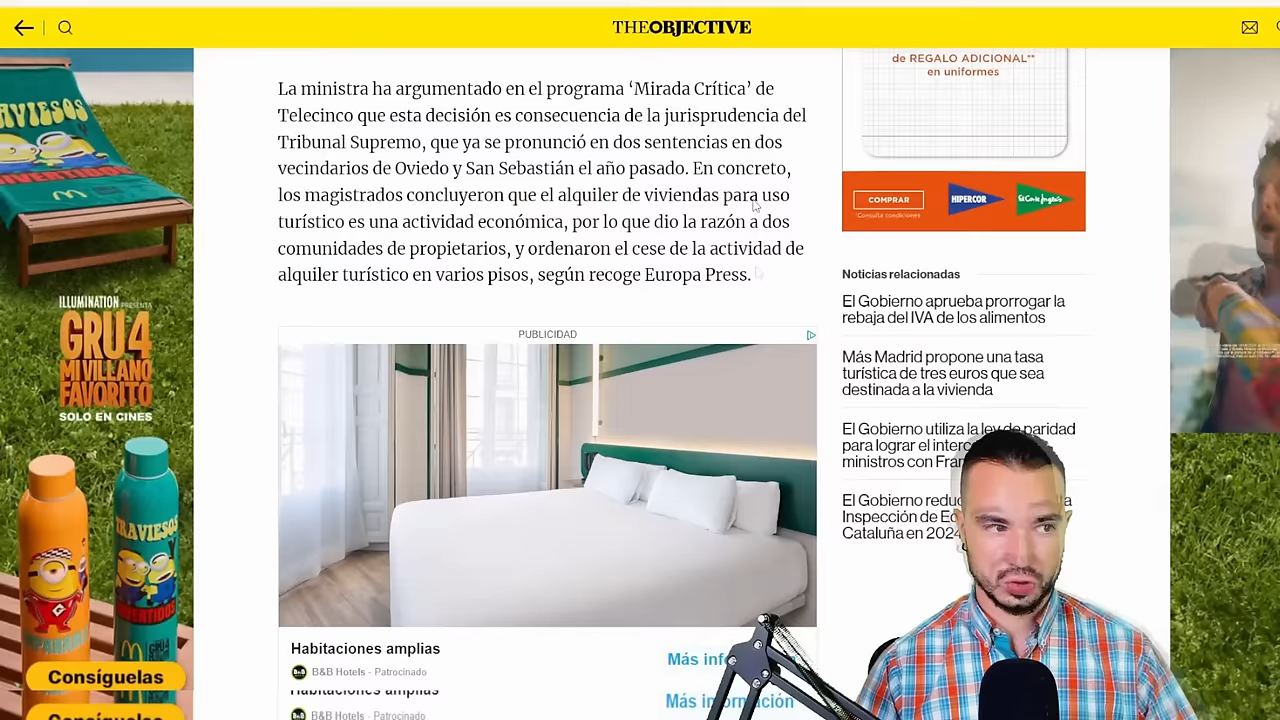 THEOBJECTIVE
La ministra ha argumentado en el programa ‘Mirada Crítica’ de
Telecinco que esta decisión es consecuencia de la jurisprudencia del
Tribunal Supremo, que ya se pronunció en dos sentencias en dos
vecindarios de Oviedo y San Sebastián el año pasado. En concreto,
los magistrados concluyeron que el alquiler de viviendas para uso
turístico es una actividad económica, por lo que dio la razón a dos
comunidades de propietarios, y ordenaron el cese de la actividad de
alquiler turístico en varios pisos, según recoge Europa Press.
PUBLICIDAD
Habitaciones amplias
B&B Hotels - Patrocinado
Habitaciones amplias
B&B Hotels - Patrocinado
Más
Más información
de REGALO ADICIONAL**
en uniformes
COMPRAR
*Consulta condiciones
HIPERCOR
El Corte Inglés
Noticias relacionadas
El Gobierno aprueba prorrogar la
rebaja del IVA de los alimentos
Más Madrid propone una tasa
turística de tres euros que sea
destinada a la vivienda
El Gobierno utiliza la ley de paridad
para lograr el
ministros con
El Gobierno
Inspección de
Cataluña en 2024
ILLUMINATION PRESENTA
GRU 4
MI VILLANO
FAVORITO
SOLO EN CINES
Consíguelas
Consíguelas